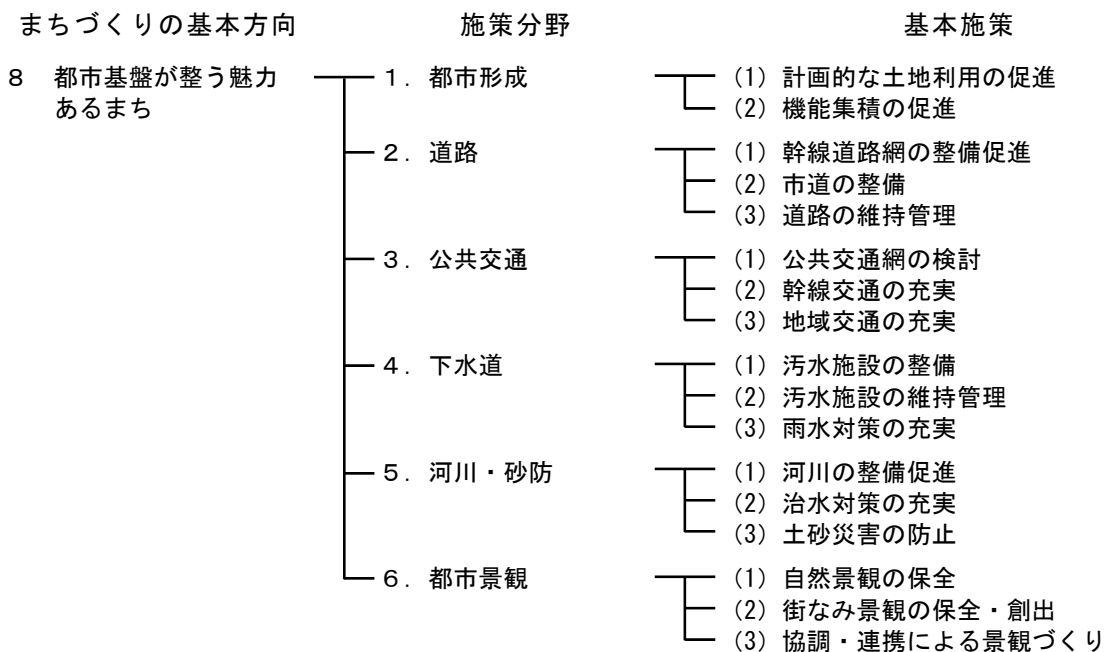 まちづくりの基本方向 施策分野 基本施策
８ 都市基盤が整う魅力 １．都市形成 (1) 計画的な土地利用の促進
あるまち (2) 機能集積の促進
２．道路 (1) 幹線道路網の整備促進
(2) 市道の整備
(3) 道路の維持管理
３．公共交通 (1) 公共交通網の検討
(2) 幹線交通の充実
(3) 地域交通の充実
４．下水道 (1) 汚水施設の整備
(2) 汚水施設の維持管理
(3) 雨水対策の充実
５．河川・砂防 (1) 河川の整備促進
(2) 治水対策の充実
(3) 土砂災害の防止
６．都市景観 (1) 自然景観の保全
(2) 街なみ景観の保全・創出
(3) 協調・連携による景観づくり